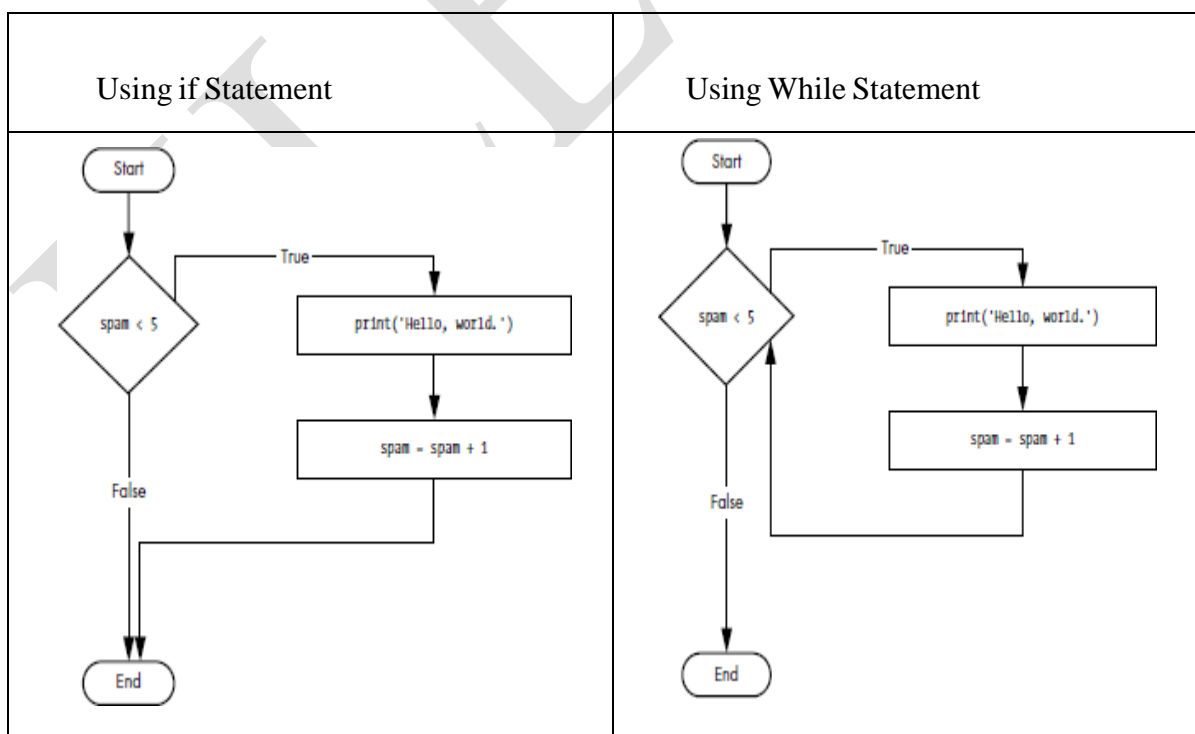 Using if Statement
Using While Statement
Start
True
spam < 5
print('Hello, world.')
spam = spam + 1
False
End
Start
True
spam < 5
print('Hello, world.')
spam = spam + 1
False
End